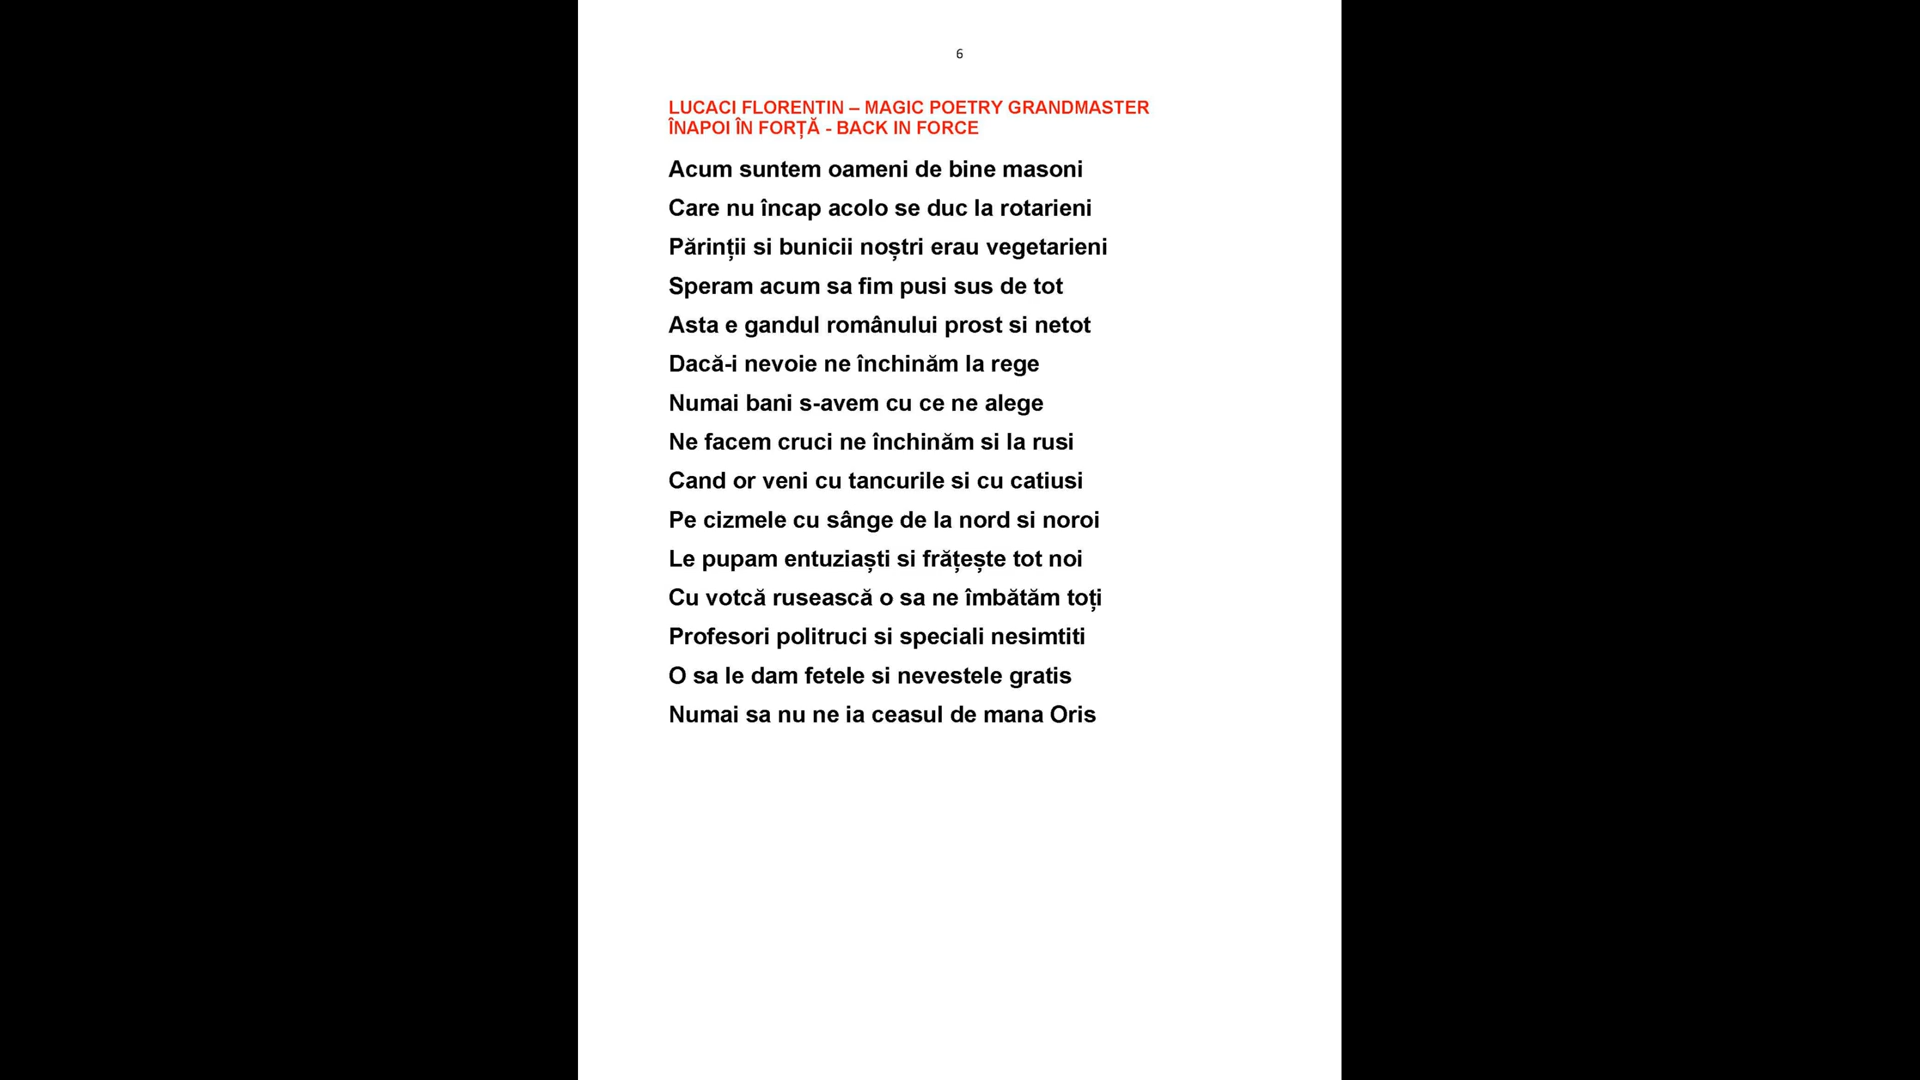 6
LUCACI FLORENTIN – MAGIC POETRY GRANDMASTER
ÎNAPOI ÎN FORȚĂ - BACK IN FORCE
Acum suntem oameni de bine masoni
Care nu încap acolo se duc la rotarieni
Părinții si bunicii noștri erau vegetarieni
Speram acum sa fim pusi sus de tot
Asta e gandul românului prost si netot
Dacă-i nevoie ne închinăm la rege
Numai bani s-avem cu ce ne alege
Ne facem cruci ne închinăm si la rusi
Cand or veni cu tancurile si cu catiusi
Pe cizmele cu sânge de la nord si noroi
Le pupam entuziaști si frățește tot noi
Cu votcă rusească o sa ne îmbătăm toți
Profesori politruci si speciali nesimtiti
O sa le dam fetele si nevestele gratis
Numai sa nu ne ia ceasul de mana Oris